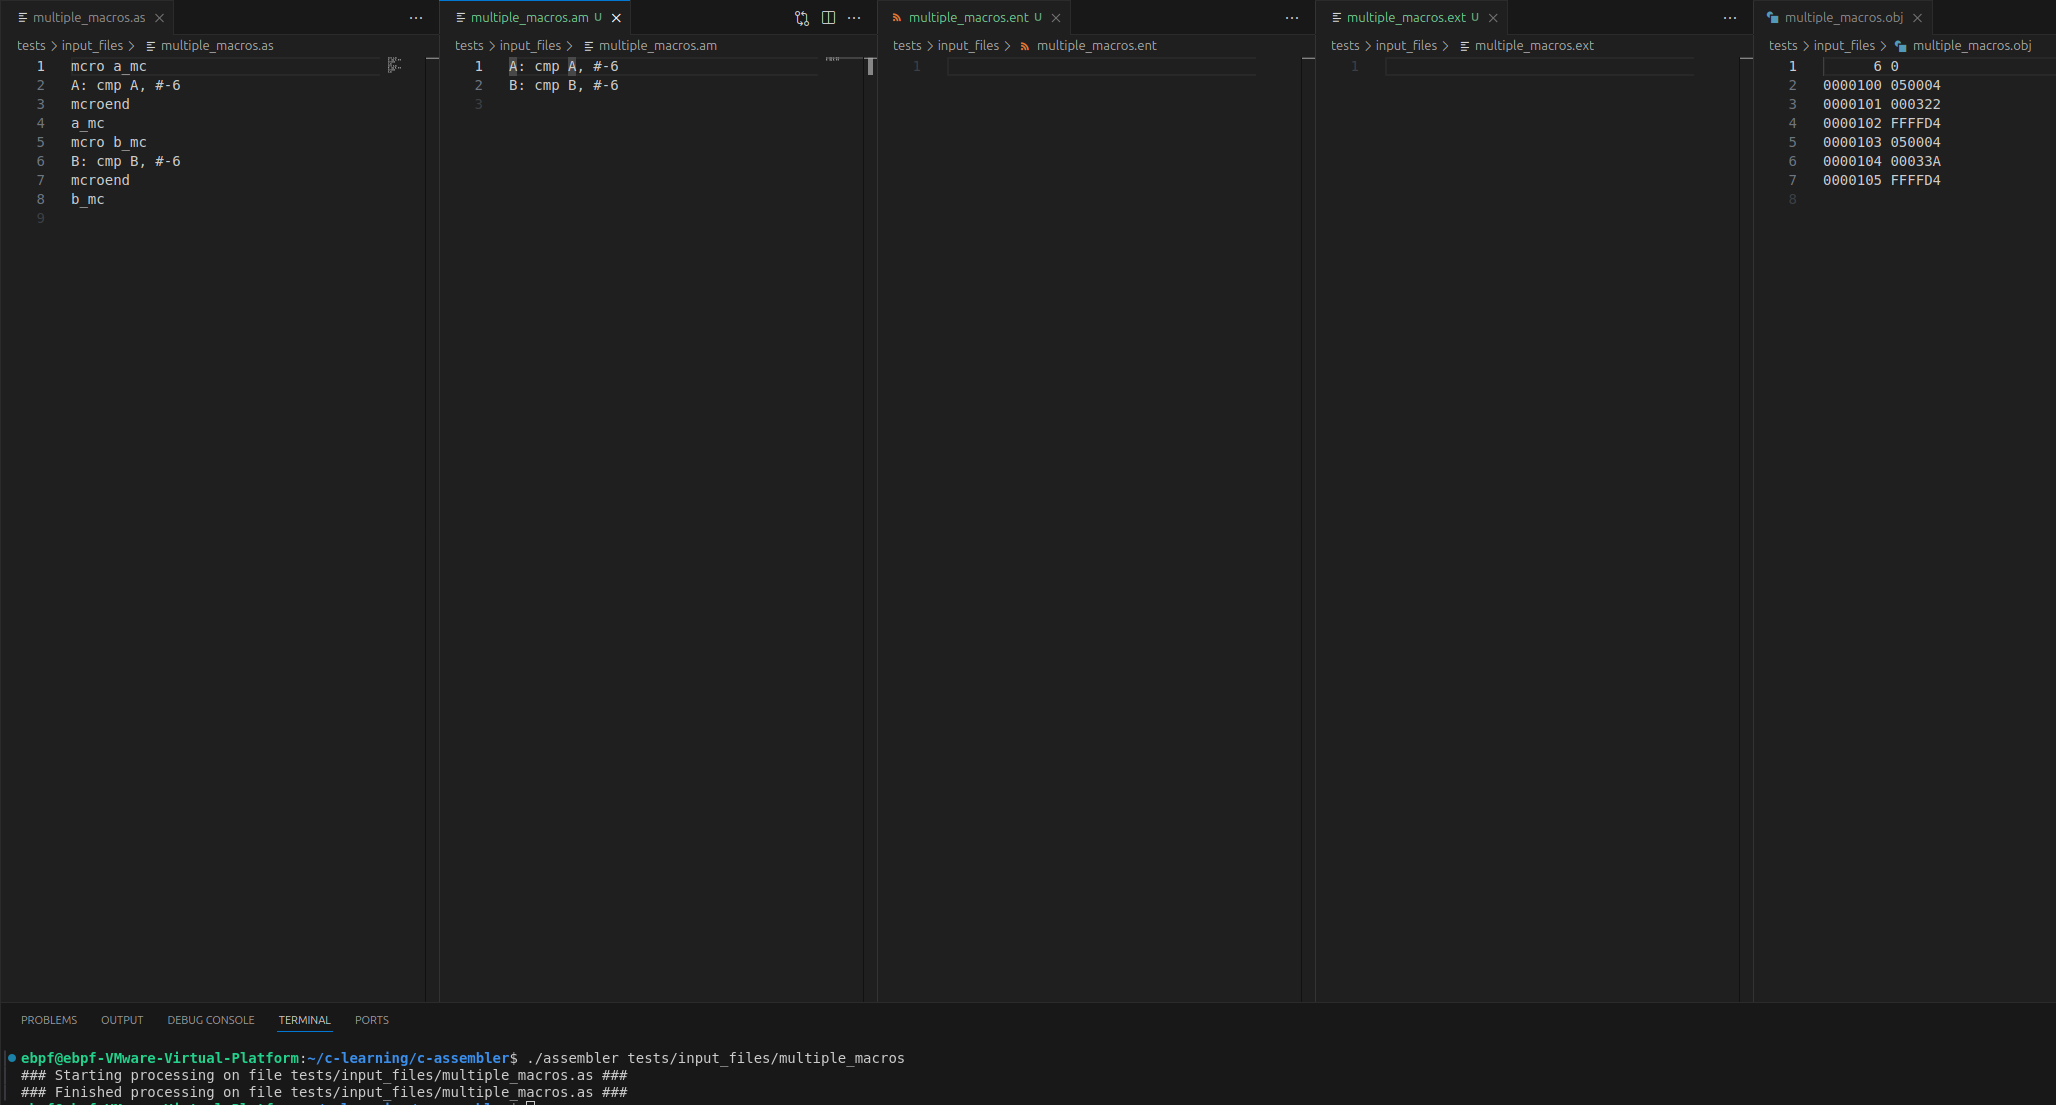 multiple_macros.as
tests > input_files > multiple_macros.as
1 mcro a_mc
2 A: cmp A, #-6
3 mcroend
4 a_mc
5 mcro b_mc
6 B: cmp B, #-6
7 mcroend
8 b_mc
9
multiple_macros.am U
tests > input_files > multiple_macros.am
1 A: cmp A, #-6
2 B: cmp B, #-6
3
multiple_macros.ent U
tests > input_files > multiple_macros.ent
1
multiple_macros.ext U
tests > input_files > multiple_macros.ext
1
multiple_macros.obj
tests > input_files > multiple_macros.obj
1       6 0
2 0000100 050004
3 0000101 000322
4 0000102 FFFFD4
5 0000103 050004
6 0000104 00033A
7 0000105 FFFFD4
8
PROBLEMS OUTPUT DEBUG CONSOLE TERMINAL PORTS
ebpf@ebpf-VMware-Virtual-Platform:~/c-learning/c-assembler$ ./assembler tests/input_files/multiple_macros
### Starting processing on file tests/input_files/multiple_macros.as ###
### Finished processing on file tests/input_files/multiple_macros.as ###